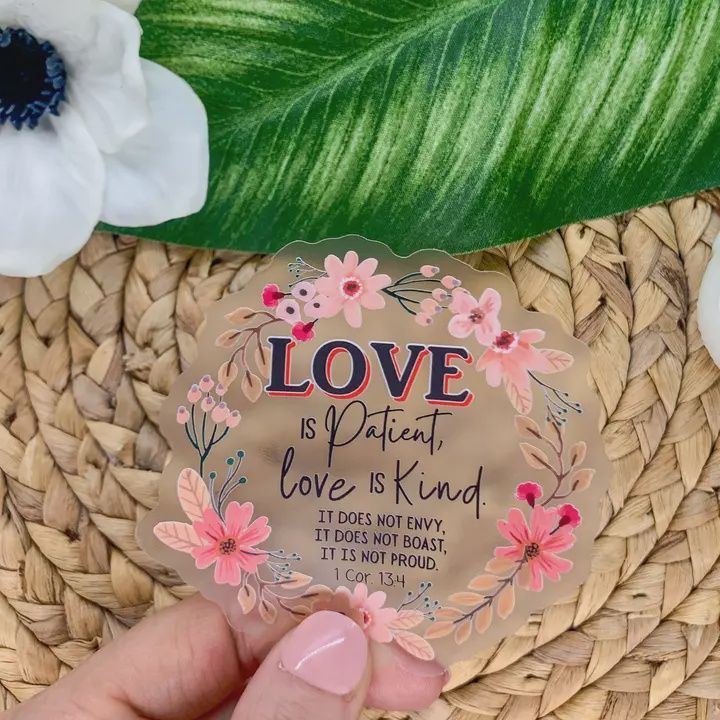 LOVE
IS Patient,
love IS Kind.
IT DOES NOT ENVY,
IT DOES NOT BOAST,
IT IS NOT PROUD.
1 Cor. 13:4